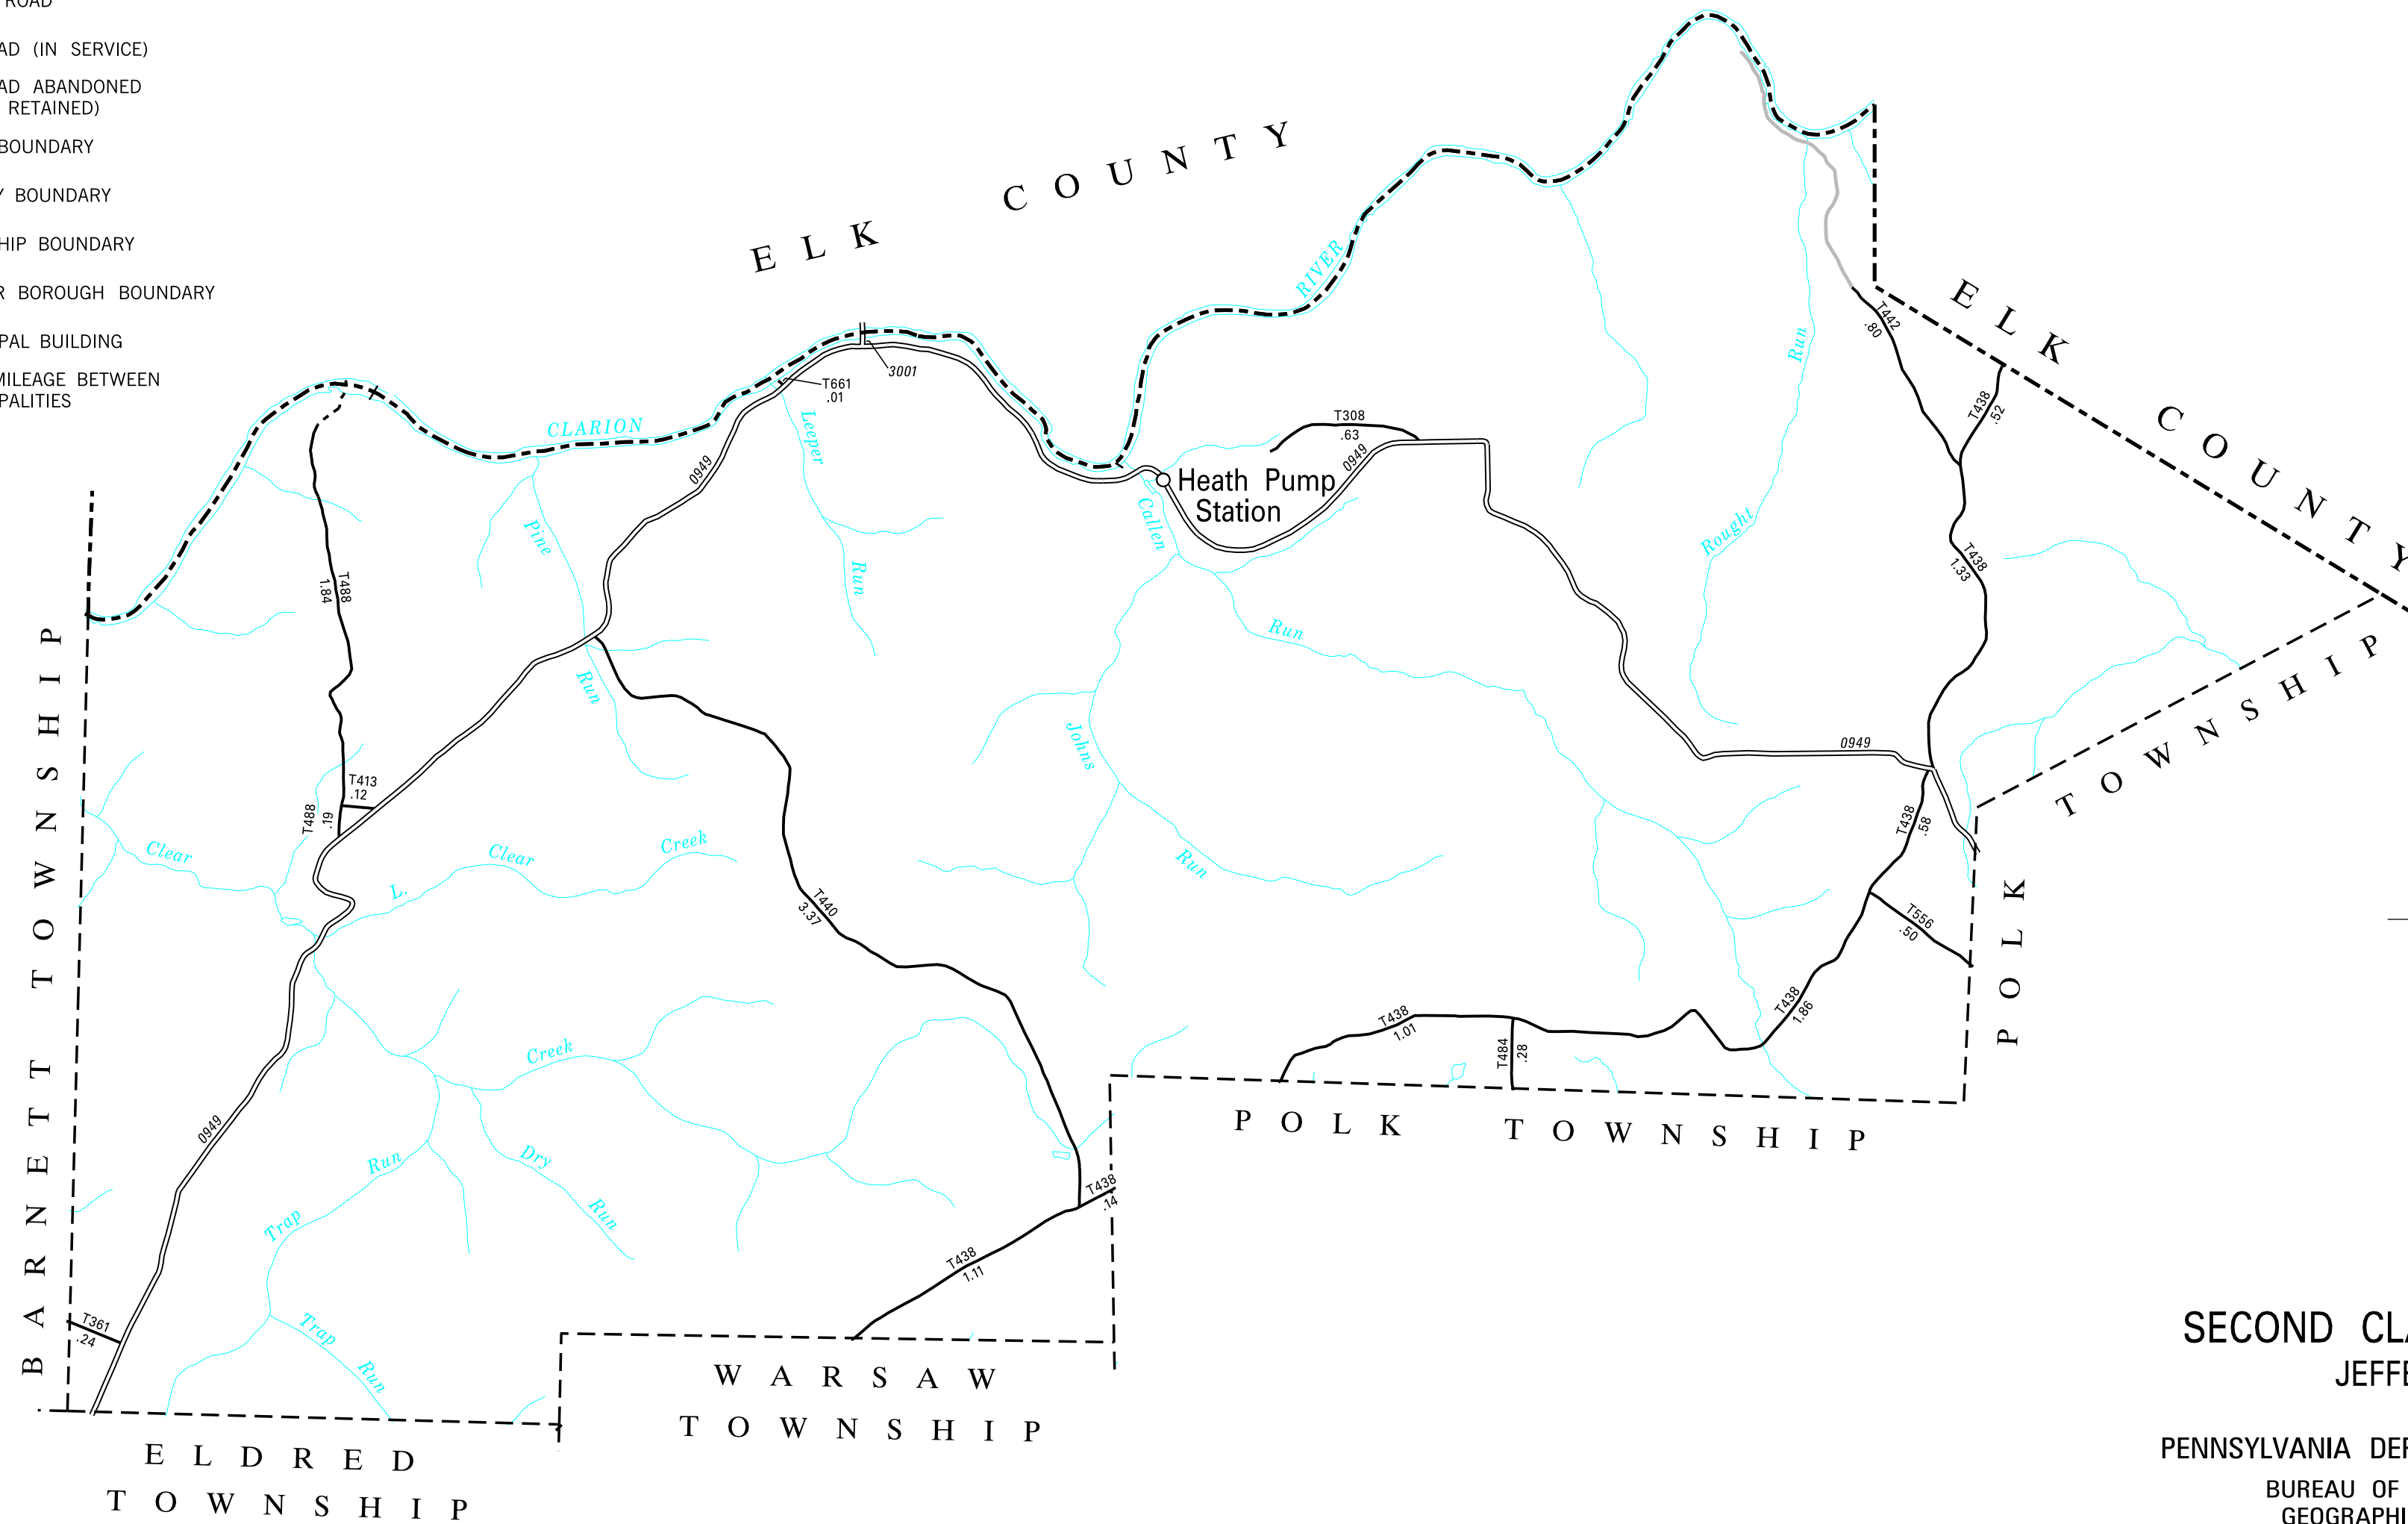 ROAD
AD (IN SERVICE)
AD ABANDONED
RETAINED)
BOUNDARY
Y BOUNDARY
HIP BOUNDARY
R BOROUGH BOUNDARY
PAL BUILDING
MILEAGE BETWEEN
PALITIES
ELK COUNTY
ELK COUNTY
CLARION
RIVER
3001
T661
.01
Leeper
Run
0949
T308
.63
0949
Heath Pump
Station
Callen
Run
Rought
Run
T442
.80
T438
.52
T438
1.33
T488
1.84
Pine
Run
T413
.12
T488
.19
Clear
L.
Clear
Creek
Johns
Run
0949
T438
.58
T556
.50
T438
1.86
T438
1.01
T484
.28
T440
3.37
Creek
Dry
Run
Trap
Run
Trap
Run
0949
T361
.24
T438
.14
T438
1.11
BARNETT TOWNSHIP
POLK TOWNSHIP
POLK TOWNSHIP
WARSAW
TOWNSHIP
ELDRED
TOWNSHIP
SECOND CLA
JEFFE
PENNSYLVANIA DEP
BUREAU OF
GEOGRAPHI